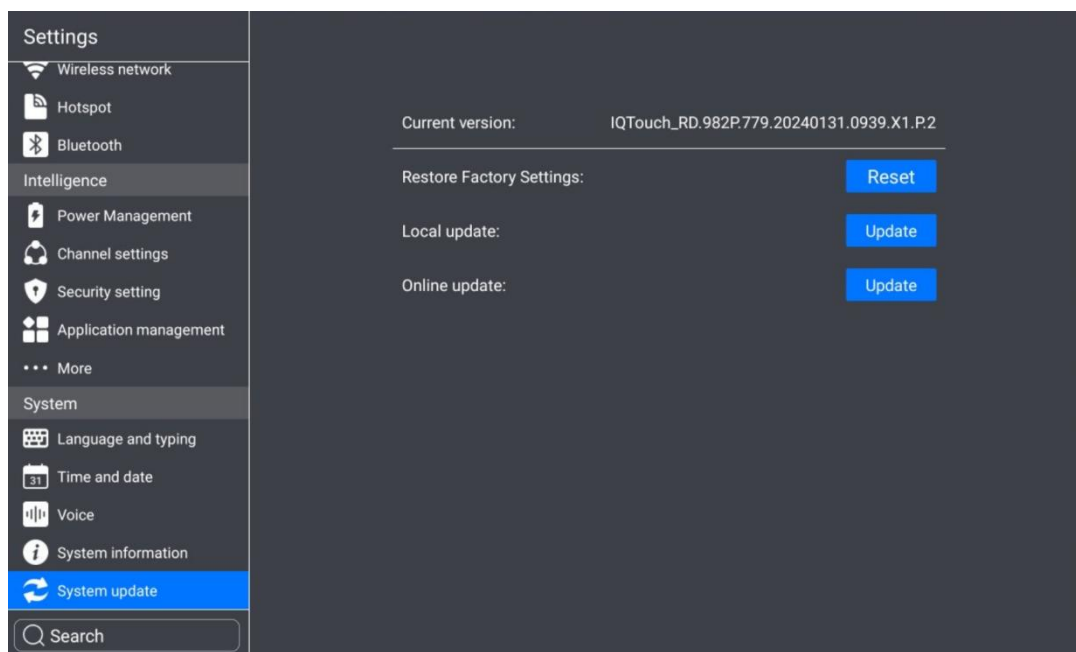 Settings
Wireless network
Hotspot
Bluetooth
Intelligence
Power Management
Channel settings
Security setting
Application management
More
System
Language and typing
31
Time and date
Voice
System information
System update
Search
Current version: IQTouch_RD.982P.779.20240131.0939.X1.P.2
Restore Factory Settings: Reset
Local update: Update
Online update: Update